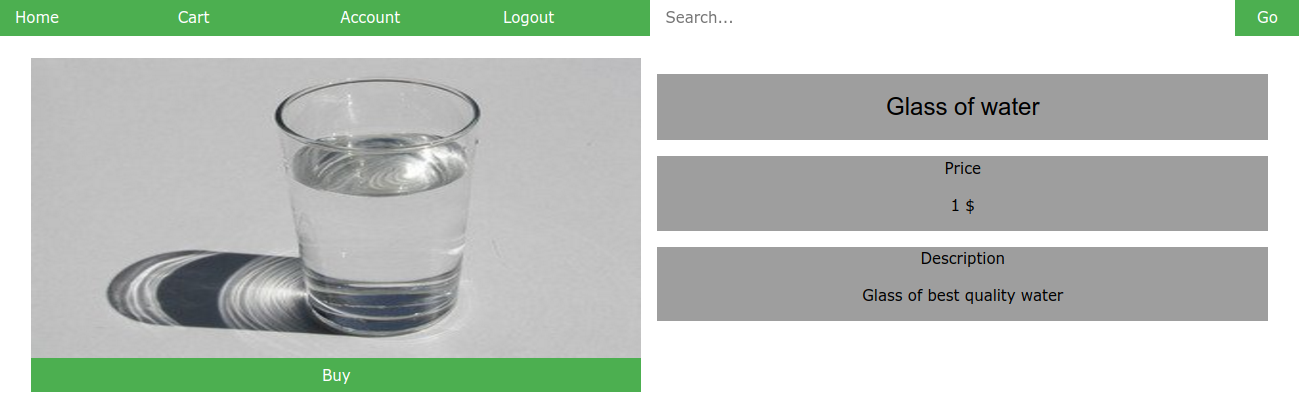 Home Cart Account Logout Search... Go
Glass of water
Price
1 $
Description
Glass of best quality water
Buy